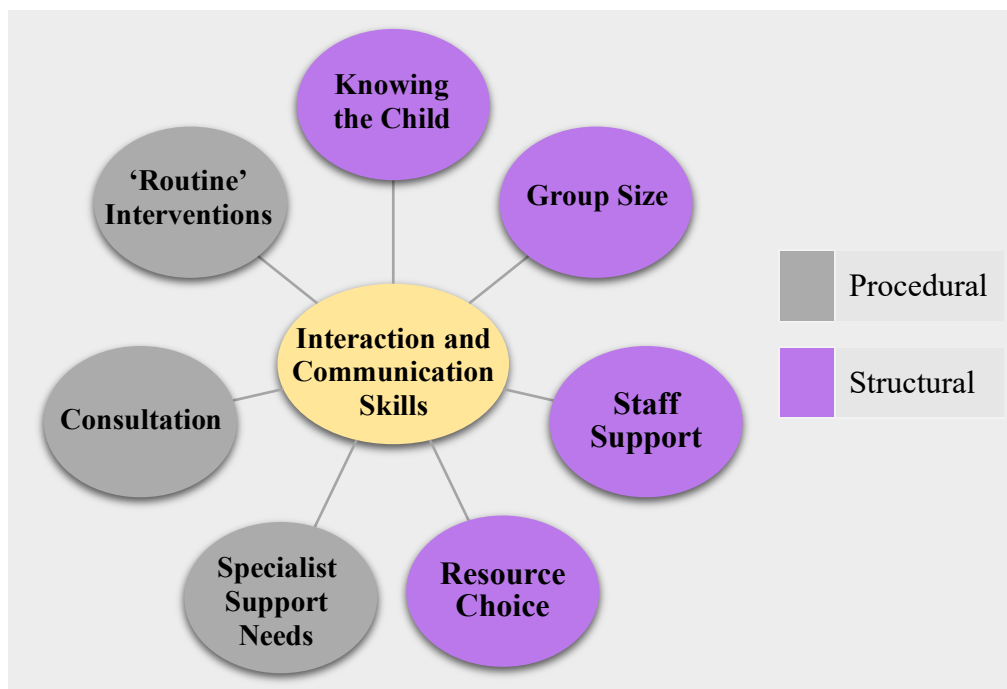 Knowing
the Child
‘Routine’
Interventions
Group Size
Interaction and
Communication
Skills
Procedural
Structural
Consultation
Staff
Support
Specialist
Support
Needs
Resource
Choice